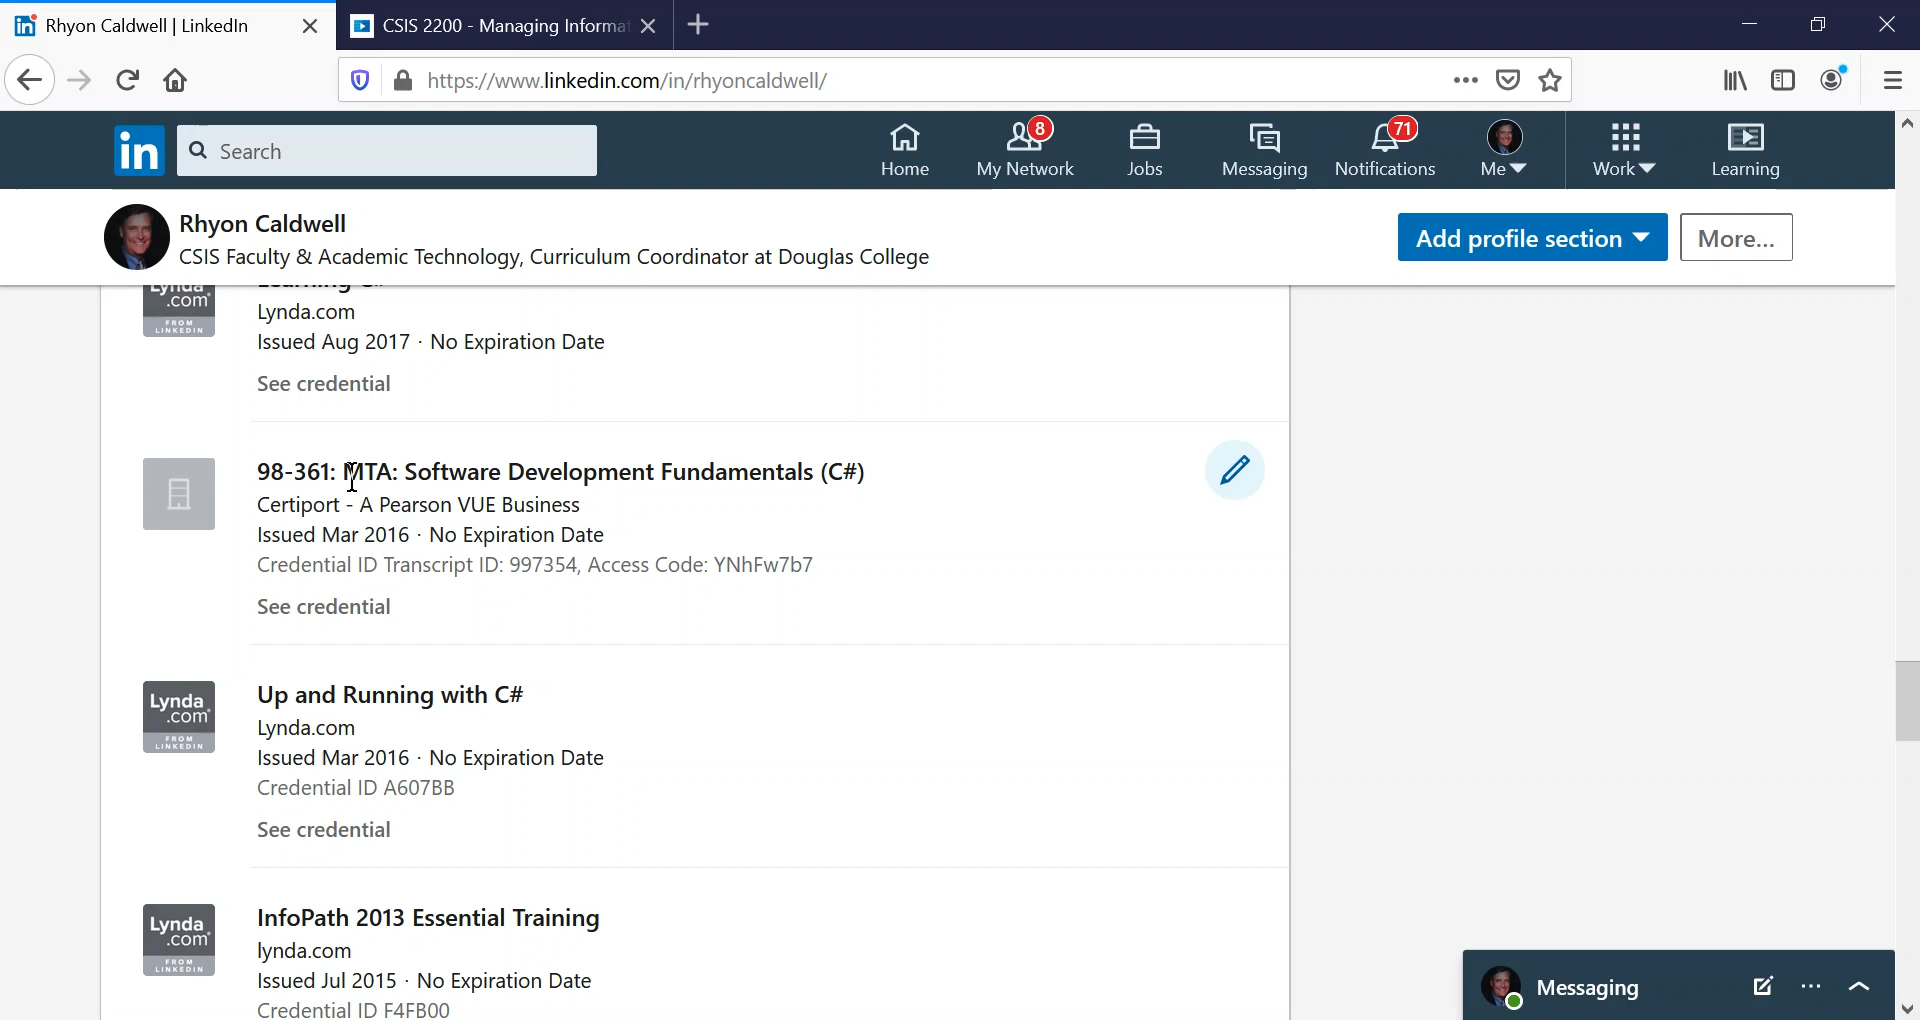 Rhyon Caldwell | LinkedIn
CSIS 2200 - Managing Informa
https://www.linkedin.com/in/rhyoncaldwell/
in
Search
Home
8
My Network
Jobs
Messaging
71
Notifications
Me
Work
Learning
Rhyon Caldwell
CSIS Faculty & Academic Technology, Curriculum Coordinator at Douglas College
Add profile section
More...
Lynda
.com
FROM
LINKEDIN
Learning C#
Lynda.com
Issued Aug 2017 · No Expiration Date
See credential
98-361: MTA: Software Development Fundamentals (C#)
Certiport - A Pearson VUE Business
Issued Mar 2016 · No Expiration Date
Credential ID Transcript ID: 997354, Access Code: YNhFw7b7
See credential
Lynda
.com
FROM
LINKEDIN
Up and Running with C#
Lynda.com
Issued Mar 2016 · No Expiration Date
Credential ID A607BB
See credential
Lynda
.com
FROM
LINKEDIN
InfoPath 2013 Essential Training
lynda.com
Issued Jul 2015 · No Expiration Date
Credential ID F4FB00
Messaging